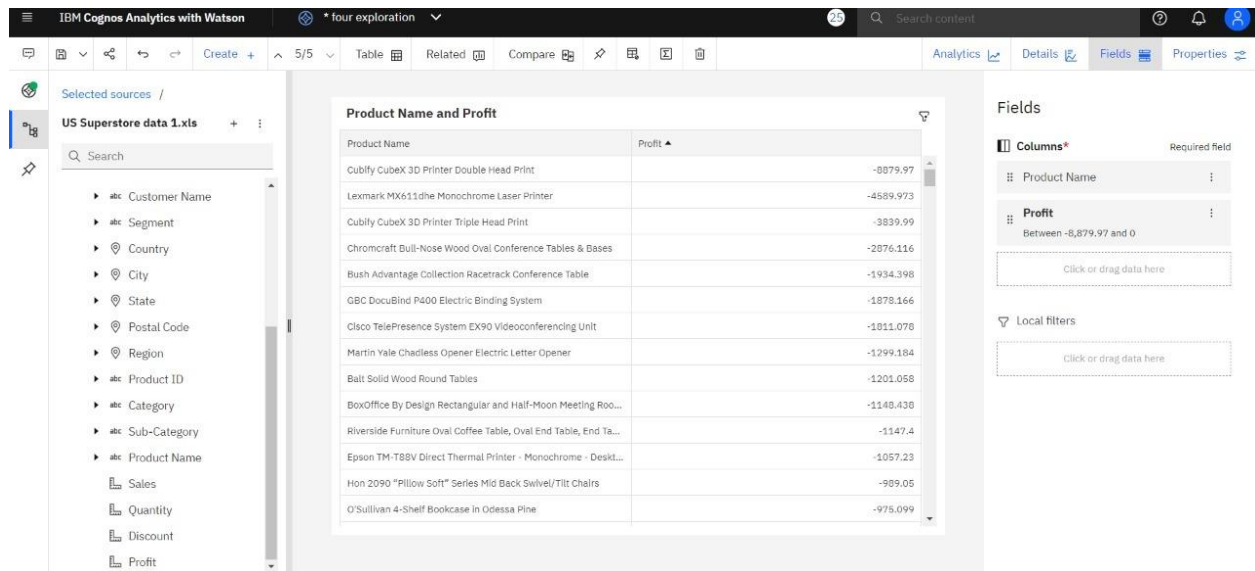 IBM Cognos Analytics with Watson
* four exploration
25
Search content
Create +
5/5
Table
Related
Compare
Analytics
Details
Fields
Properties
Selected sources /
US Superstore data 1.xls
Search
abc Customer Name
abc Segment
Country
City
State
Postal Code
Region
abc Product ID
abc Category
abc Sub-Category
abc Product Name
Sales
Quantity
Discount
Profit
Product Name and Profit
Product Name Profit
Cubify CubeX 3D Printer Double Head Print -8879.97
Lexmark MX611dhe Monochrome Laser Printer -4589.973
Cubify CubeX 3D Printer Triple Head Print -3839.99
Chromcraft Bull-Nose Wood Oval Conference Tables & Bases -2876.116
Bush Advantage Collection Racetrack Conference Table -1934.398
GBC DocuBind P400 Electric Binding System -1878.166
Cisco TelePresence System EX90 Videoconferencing Unit -1811.078
Martin Yale Chadless Opener Electric Letter Opener -1299.184
Balt Solid Wood Round Tables -1201.058
BoxOffice By Design Rectangular and Half-Moon Meeting Roo... -1148.438
Riverside Furniture Oval Coffee Table, Oval End Table, End Ta... -1147.4
Epson TM-T88V Direct Thermal Printer - Monochrome - Deskt... -1057.23
Hon 2090 “Pillow Soft” Series Mid Back Swivel/Tilt Chairs -989.05
O'Sullivan 4-Shelf Bookcase in Odessa Pine -975.099
Fields
Columns* Required field
Product Name
Profit
Between -8,879.97 and 0
Click or drag data here
Local filters
Click or drag data here